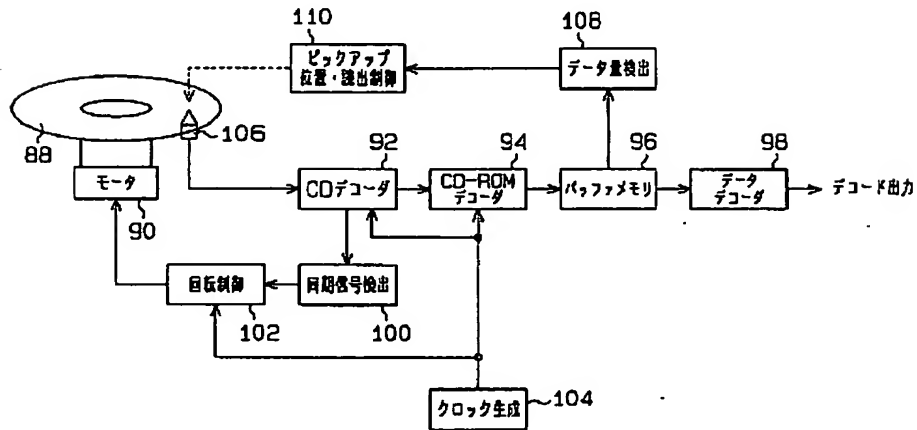 110
ピックアップ
位置・読出制御
108
データ量検出
106
88
モータ
90
92
CDデコーダ
94
CD-ROM
デコーダ
96
バッファメモリ
98
データ
デコーダ
デコード出力
回転制御
102
同期信号検出
100
クロック生成
104